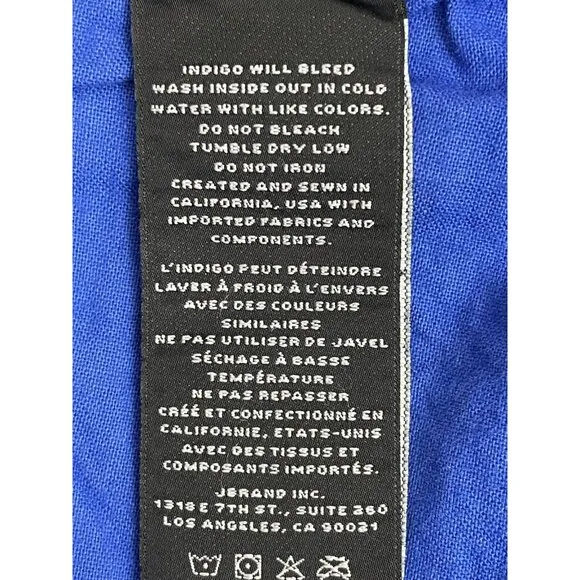 INDIGO WILL BLEED
WASH INSIDE OUT IN COLD
WATER WITH LIKE COLORS.
DO NOT BLEACH
TUMBLE DRY LOW
DO NOT IRON
CREATED AND SEWN IN
CALIFORNIA, USA WITH
IMPORTED FABRICS AND
COMPONENTS.
L'INDIGO PEUT DÉTEINDRE
LAVER À FROID À L'ENVERS
AVEC DES COULEURS
SIMILAIRES
NE PAS UTILISER DE JAVEL
SÉCHAGE À BASSE
TEMPÉRATURE
NE PAS REPASSER
CRÉÉ ET CONFECTIONNÉ EN
CALIFORNIE, ETATS-UNIS
AVEC DES TISSUS ET
COMPOSANTS IMPORTÉS.
JBRAND INC.
1318 E 7TH ST., SUITE 260
LOS ANGELES, CA 90021